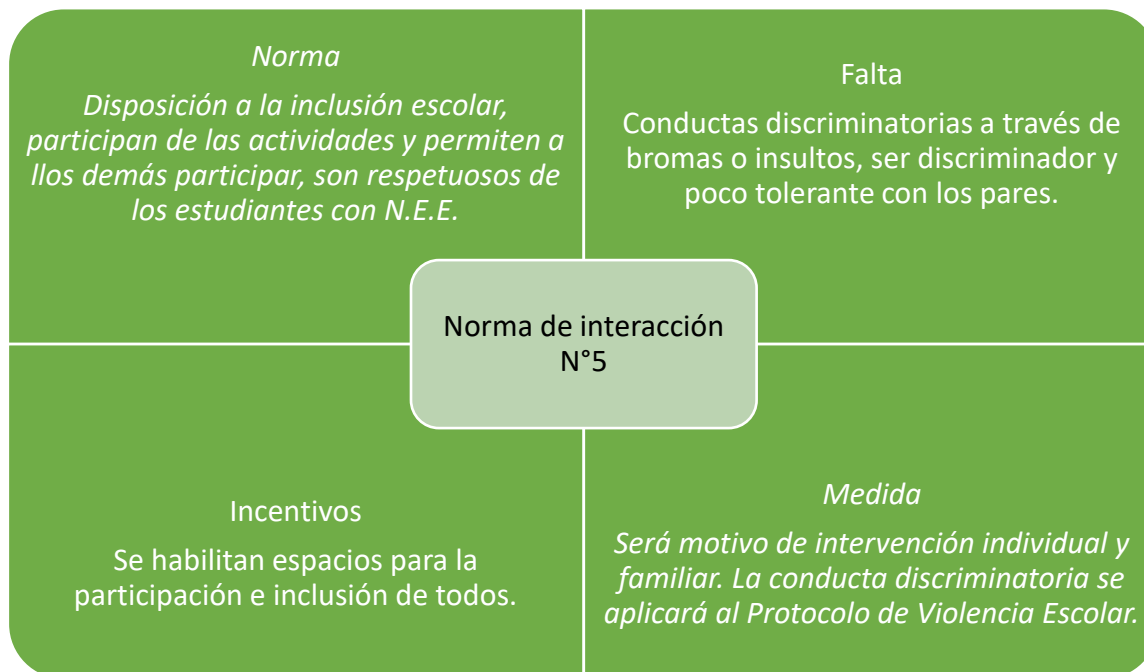 Norma
Disposición a la inclusión escolar,
participan de las actividades y permiten a
llos demás participar, son respetuosos de
los estudiantes con N.E.E.
Falta
Conductas discriminatorias a través de
bromas o insultos, ser discriminador y
poco tolerante con los pares.
Norma de interacción
N°5
Incentivos
Se habilitan espacios para la
participación e inclusión de todos.
Medida
Será motivo de intervención individual y
familiar. La conducta discriminatoria se
aplicará al Protocolo de Violencia Escolar.